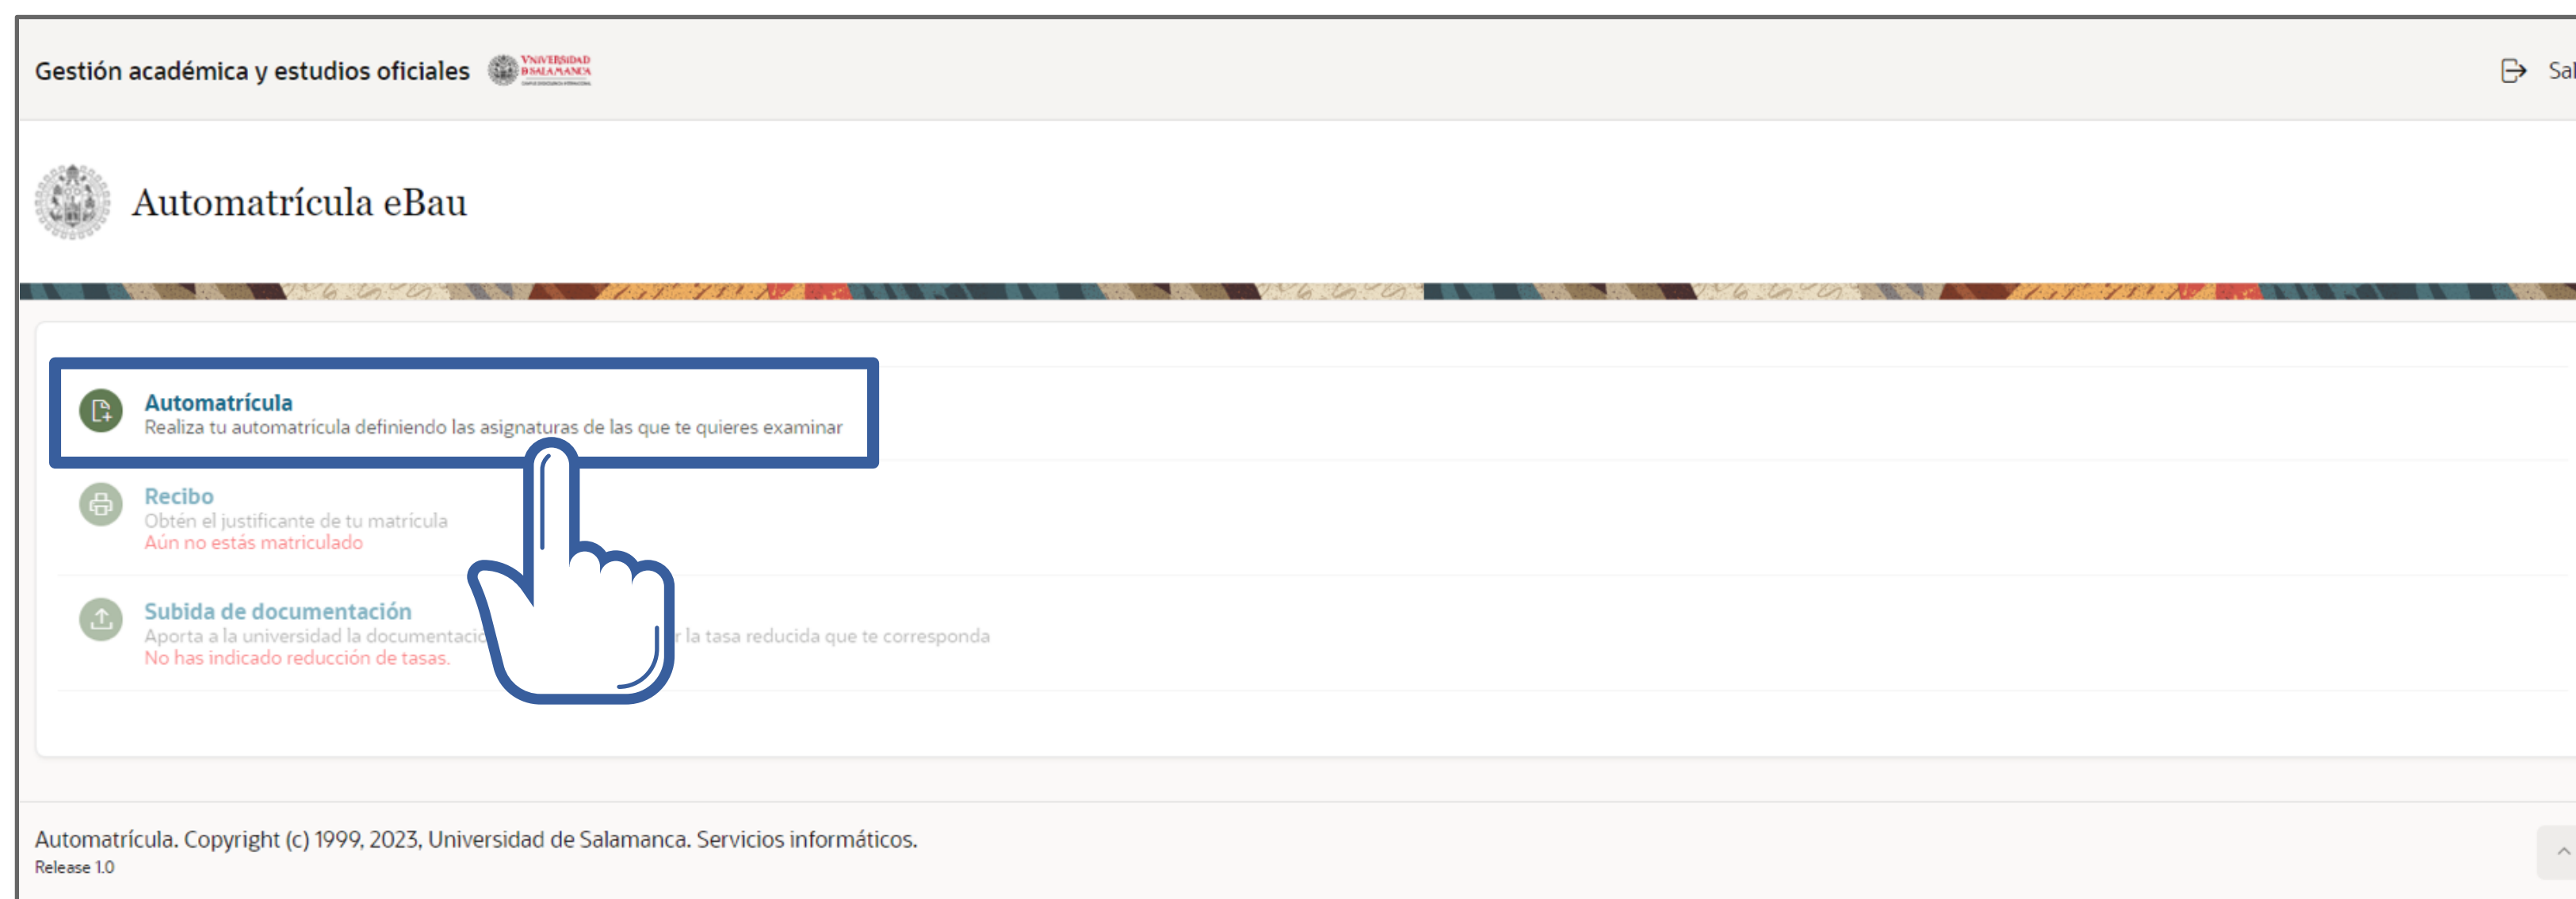 Gestión académica y estudios oficiales
VNiVERSiDAD
D SALAMANCA
Sal
Automatrícula eBau
Automatrícula
Realiza tu automatricula definiendo las asignaturas de las que te quieres examinar
Recibo
Obtén el justificante de tu matrícula
Aún no estás matriculado
Subida de documentación
Aporta a la universidad la la tasa reducida que te corresponda
No has indicado reducción de tasas.
Automatrícula. Copyright (c) 1999, 2023, Universidad de Salamanca. Servicios informáticos.
Release 1.0